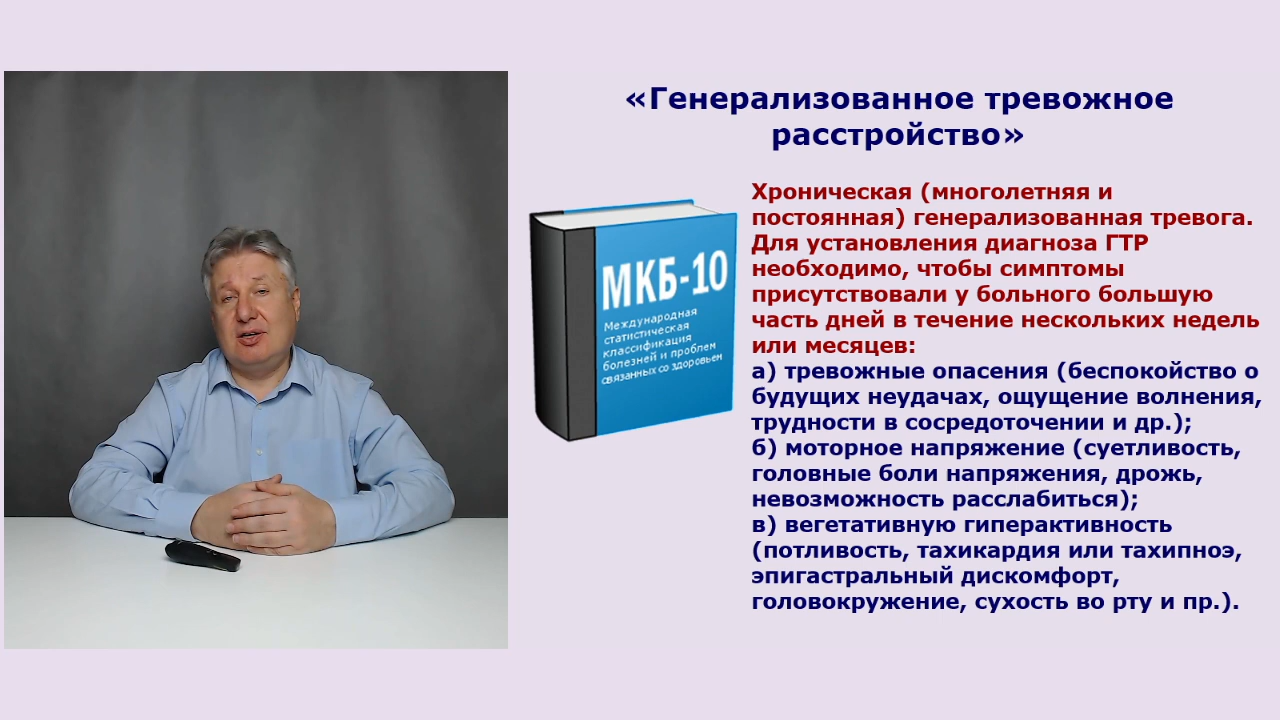 «Генерализованное тревожное
расстройство»
МКБ-10
Международная
статистическая
классификация
болезней и проблем
связанных со здоровьем
Хроническая (многолетняя и
постоянная) генерализованная тревога.
Для установления диагноза ГТР
необходимо, чтобы симптомы
присутствовали у больного большую
часть дней в течение нескольких недель
или месяцев:
а) тревожные опасения (беспокойство о
будущих неудачах, ощущение волнения,
трудности в сосредоточении и др.);
б) моторное напряжение (суетливость,
головные боли напряжения, дрожь,
невозможность расслабиться);
в) вегетативную гиперактивность
(потливость, тахикардия или тахипноэ,
эпигастральный дискомфорт,
головокружение, сухость во рту и пр.).